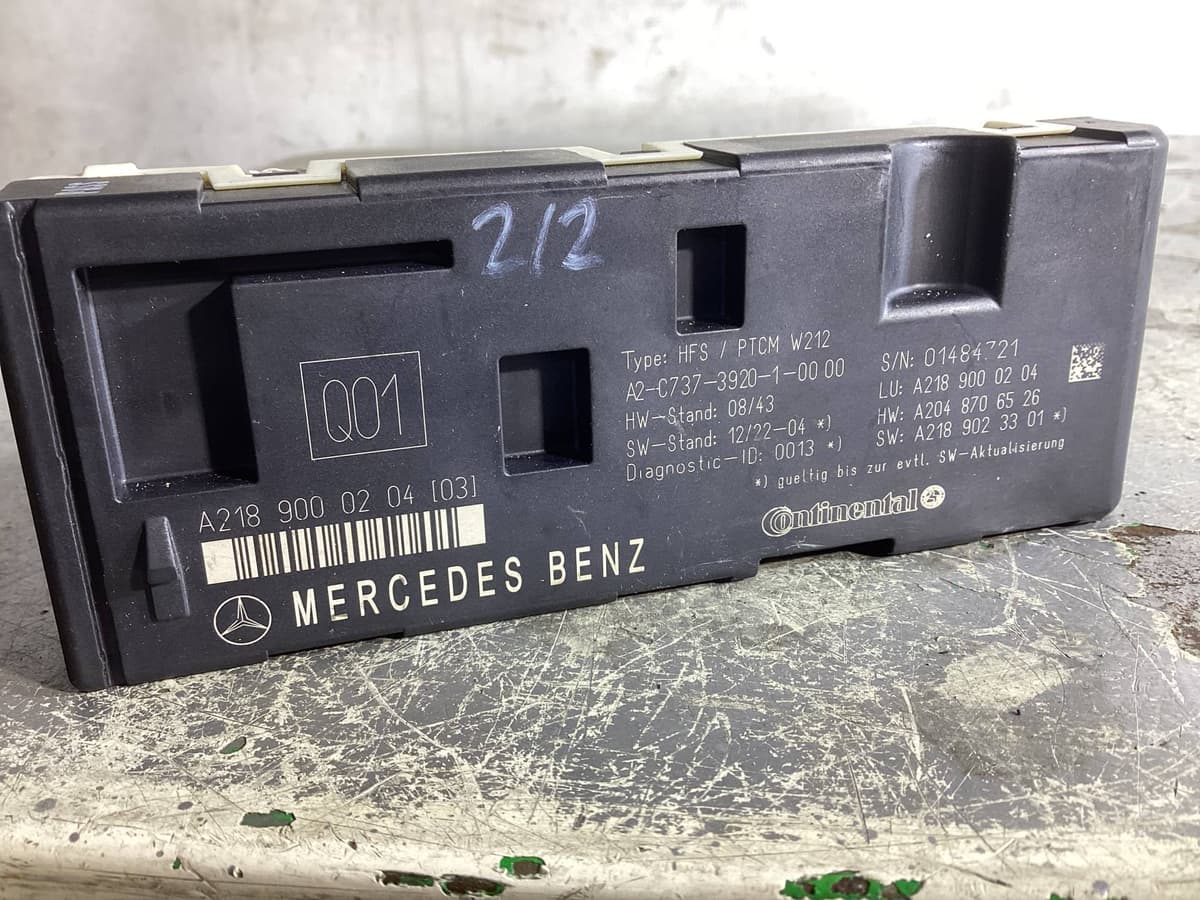 2/2
Q01
A218 900 02 04 [03]
MERCEDES BENZ
Type: HFS / PTCM W212
A2-C737-3920-1-00 00
HW-Stand: 08/43
SW-Stand: 12/22-04 *)
Diagnostic-ID: 0013 *)
S/N: 01484721
LU: A218 900 02 04
HW: A204 870 65 26
SW: A218 902 33 01 *)
*) gueltig bis zur evtl. SW-Aktualisierung
Continental